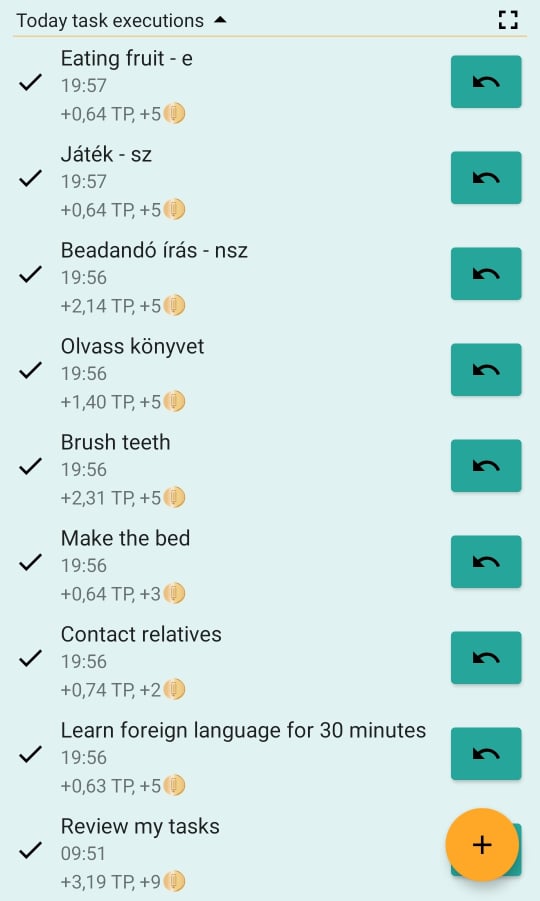 Today task executions
Eating fruit - e
19:57
+0,64 TP, +5
Játék - sz
19:57
+0,64 TP, +5
Beadandó írás - nsz
19:56
+2,14 TP, +5
Olvass könyvet
19:56
+1,40 TP, +5
Brush teeth
19:56
+2,31 TP, +5
Make the bed
19:56
+0,64 TP, +3
Contact relatives
19:56
+0,74 TP, +2
Learn foreign language for 30 minutes
19:56
+0,63 TP, +5
Review my tasks
09:51
+3,19 TP, +9